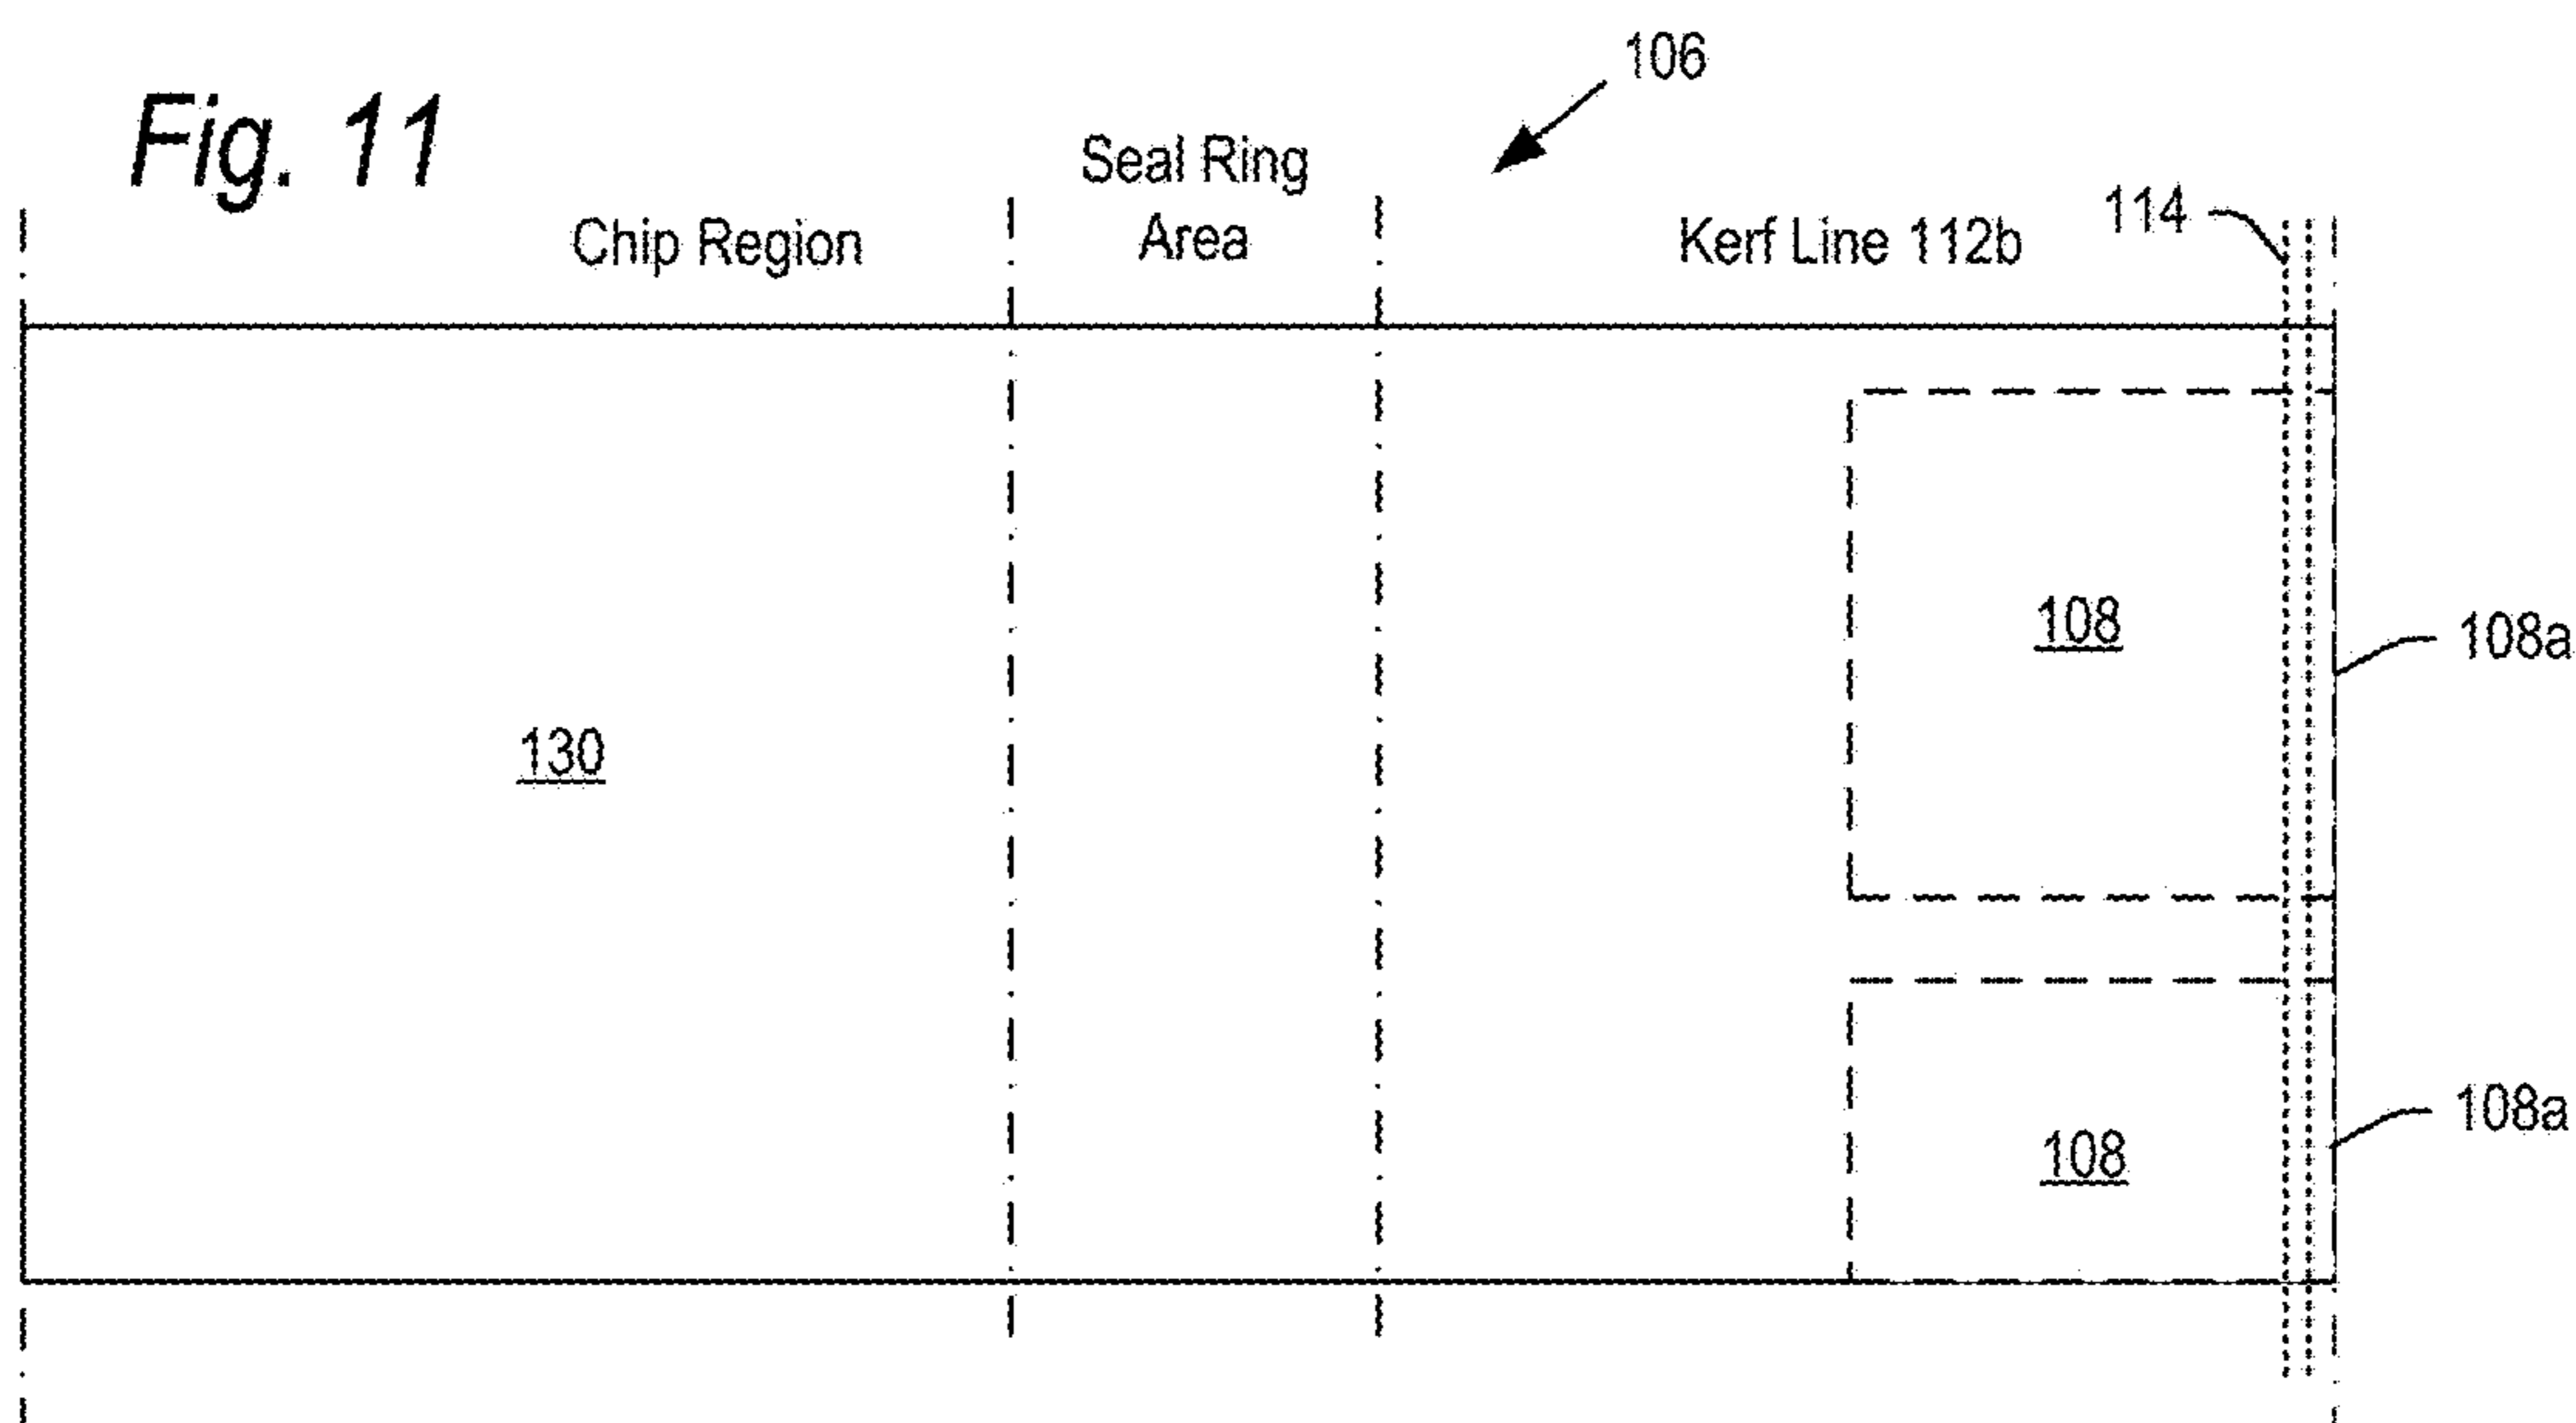 Fig. 11
106
Seal Ring
Area
Chip Region
Kerf Line 112b
114
108
108a
130
108a
108